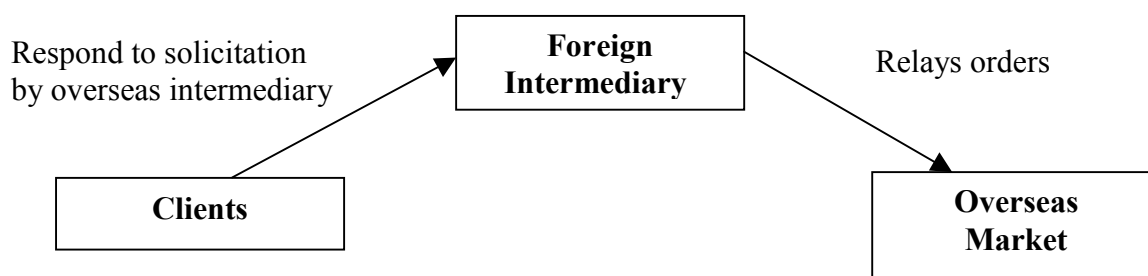 Respond to solicitation
by overseas intermediary
Foreign
Intermediary
Relays orders
Clients
Overseas
Market